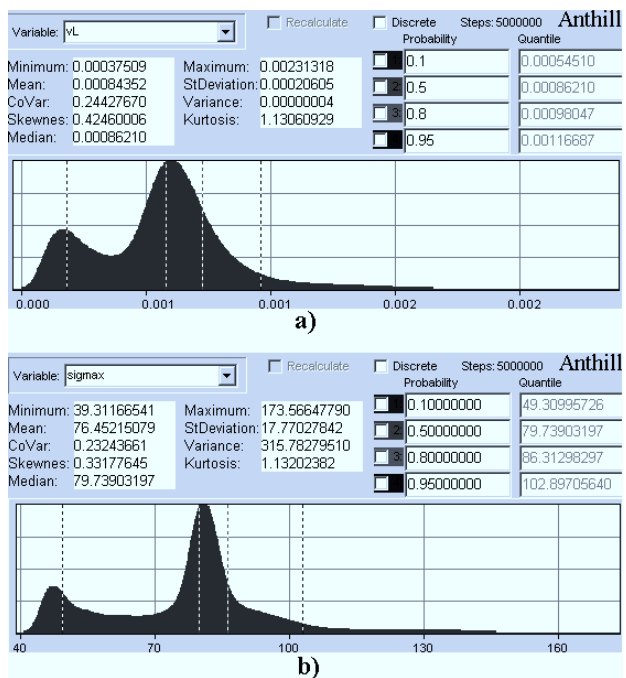 Variable: vL Recalculate Discrete Steps: 5000000 Anthill
Probability Quantile
Minimum: 0.00037509 Maximum: 0.00231318 1 0.1 0.00054510
Mean: 0.00084352 StDeviation: 0.00020605 2 0.5 0.00086210
CoVar: 0.24427670 Variance: 0.00000004 3 0.8 0.00098047
Skewnes: 0.42460006 Kurtosis: 1.13060929 0.95 0.00116687
Median: 0.00086210
0.000 0.001 0.001 0.002 0.002
a)
Variable: sigmax Recalculate Discrete Steps: 5000000 Anthill
Probability Quantile
Minimum: 39.31166541 Maximum: 173.56647790 1 0.10000000 49.30995726
Mean: 76.45215079 StDeviation: 17.77027842 2 0.50000000 79.73903197
CoVar: 0.23243661 Variance: 315.78279510 3 0.80000000 86.31298297
Skewnes: 0.33177645 Kurtosis: 1.13202382 0.95000000 102.89705640
Median: 79.73903197
40 70 100 130 160
b)